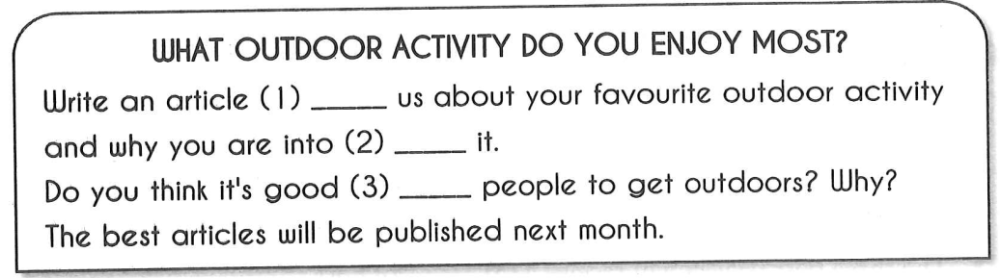 WHAT OUTDOOR ACTIVITY DO YOU ENJOY MOST?
Write an article (1) _____ us about your favourite outdoor activity
and why you are into (2) _____ it.
Do you think it's good (3) _____ people to get outdoors? Why?
The best articles will be published next month.